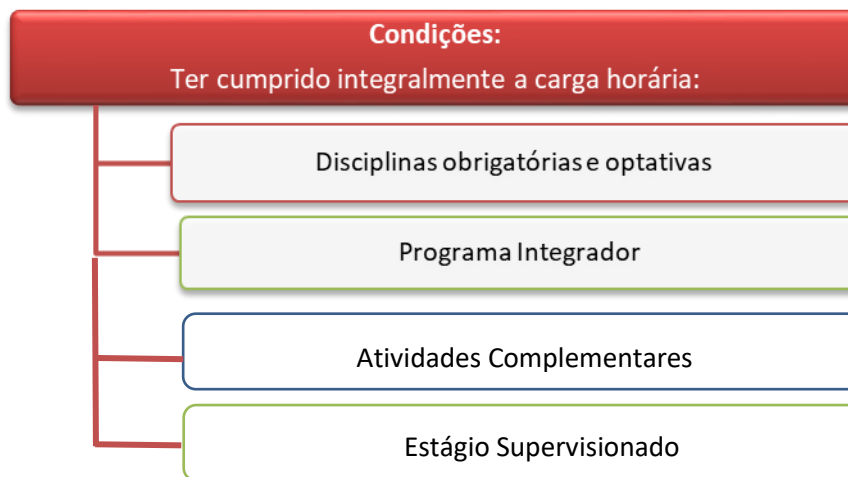 Condições:
Ter cumprido integralmente a carga horária:
Disciplinas obrigatórias e optativas
Programa Integrador
Atividades Complementares
Estágio Supervisionado